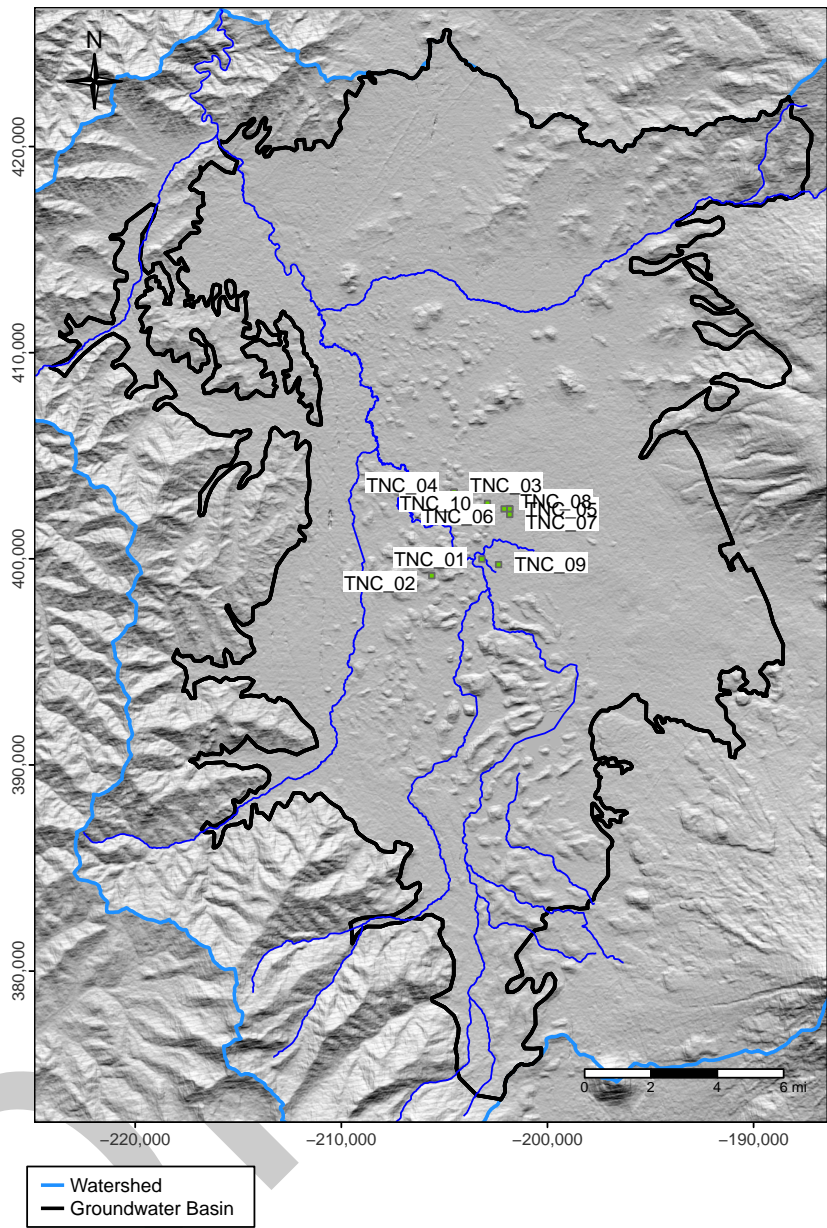 N
420,000
410,000
400,000
390,000
380,000
TNC_04
TNC_03
TNC_10
TNC_08
TNC_05
TNC_06
TNC_07
TNC_01
TNC_09
TNC_02
0 2 4 6 mi
−220,000 −210,000 −200,000 −190,000
Watershed
Groundwater Basin